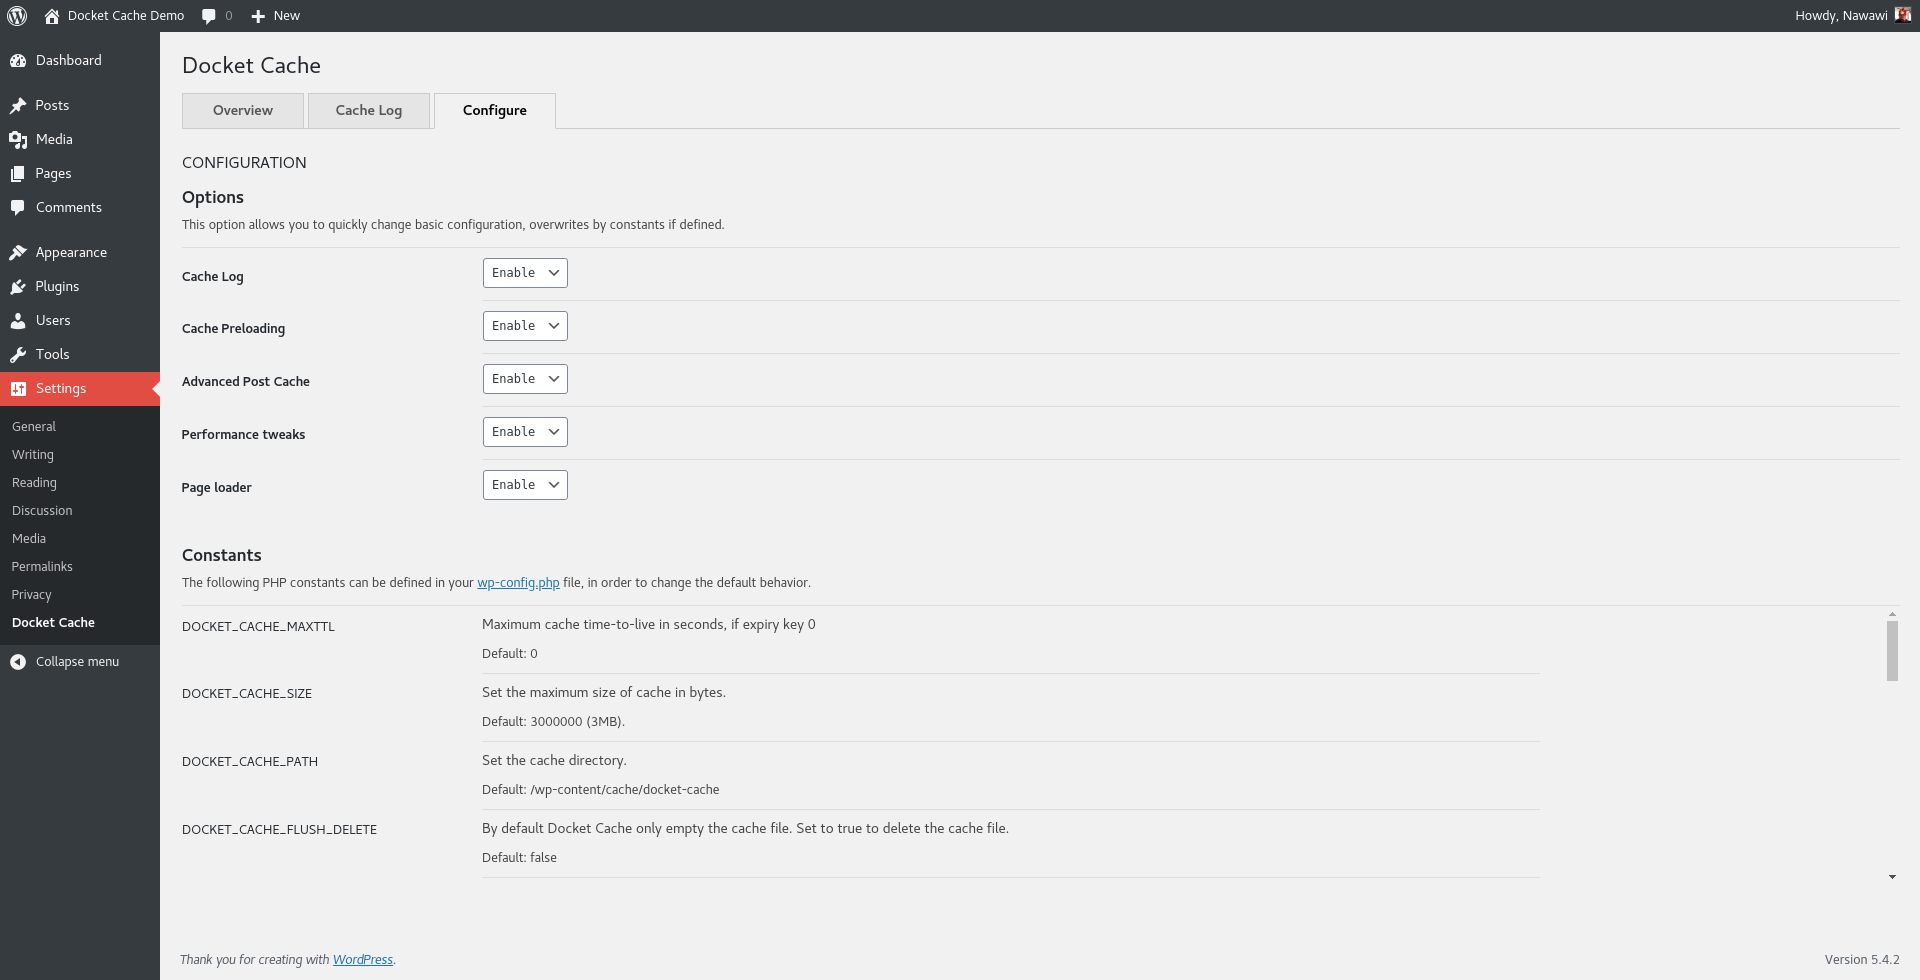 Docket Cache Demo
0
New
Howdy, Nawawi
Dashboard
Posts
Media
Pages
Comments
Appearance
Plugins
Users
Tools
Settings
General
Writing
Reading
Discussion
Media
Permalinks
Privacy
Docket Cache
Collapse menu
Docket Cache
Overview
Cache Log
Configure
CONFIGURATION
Options
This option allows you to quickly change basic configuration, overwrites by constants if defined.
Cache Log
Enable
Cache Preloading
Enable
Advanced Post Cache
Enable
Performance tweaks
Enable
Page loader
Enable
Constants
The following PHP constants can be defined in your wp-config.php file, in order to change the default behavior.
DOCKET_CACHE_MAXTTL
Maximum cache time-to-live in seconds, if expiry key 0
Default: 0
DOCKET_CACHE_SIZE
Set the maximum size of cache in bytes.
Default: 3000000 (3MB).
DOCKET_CACHE_PATH
Set the cache directory.
Default: /wp-content/cache/docket-cache
DOCKET_CACHE_FLUSH_DELETE
By default Docket Cache only empty the cache file. Set to true to delete the cache file.
Default: false
Thank you for creating with WordPress.
Version 5.4.2